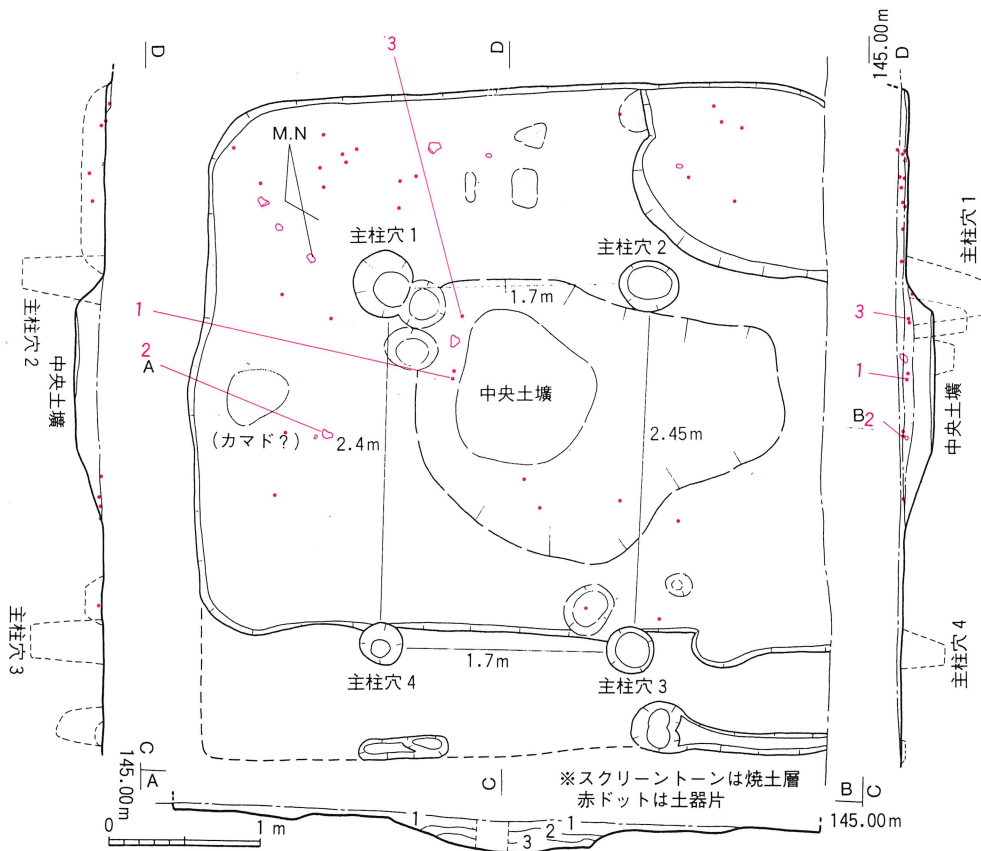 D
D
145.00m
D
3
M.N
主柱穴1
主柱穴2
主柱穴1
1.7m
3
1
主柱穴2
中央土壙
1
2
A
中央土壙
(カマド?)
2.4m
2.45m
B2
中央土壙
主柱穴3
主柱穴4
1.7m
主柱穴4
主柱穴3
C
A
145.00m
C
※スクリーントーンは焼土層
赤ドットは土器片
B
C
145.00m
0
1 m
1
1
2
3